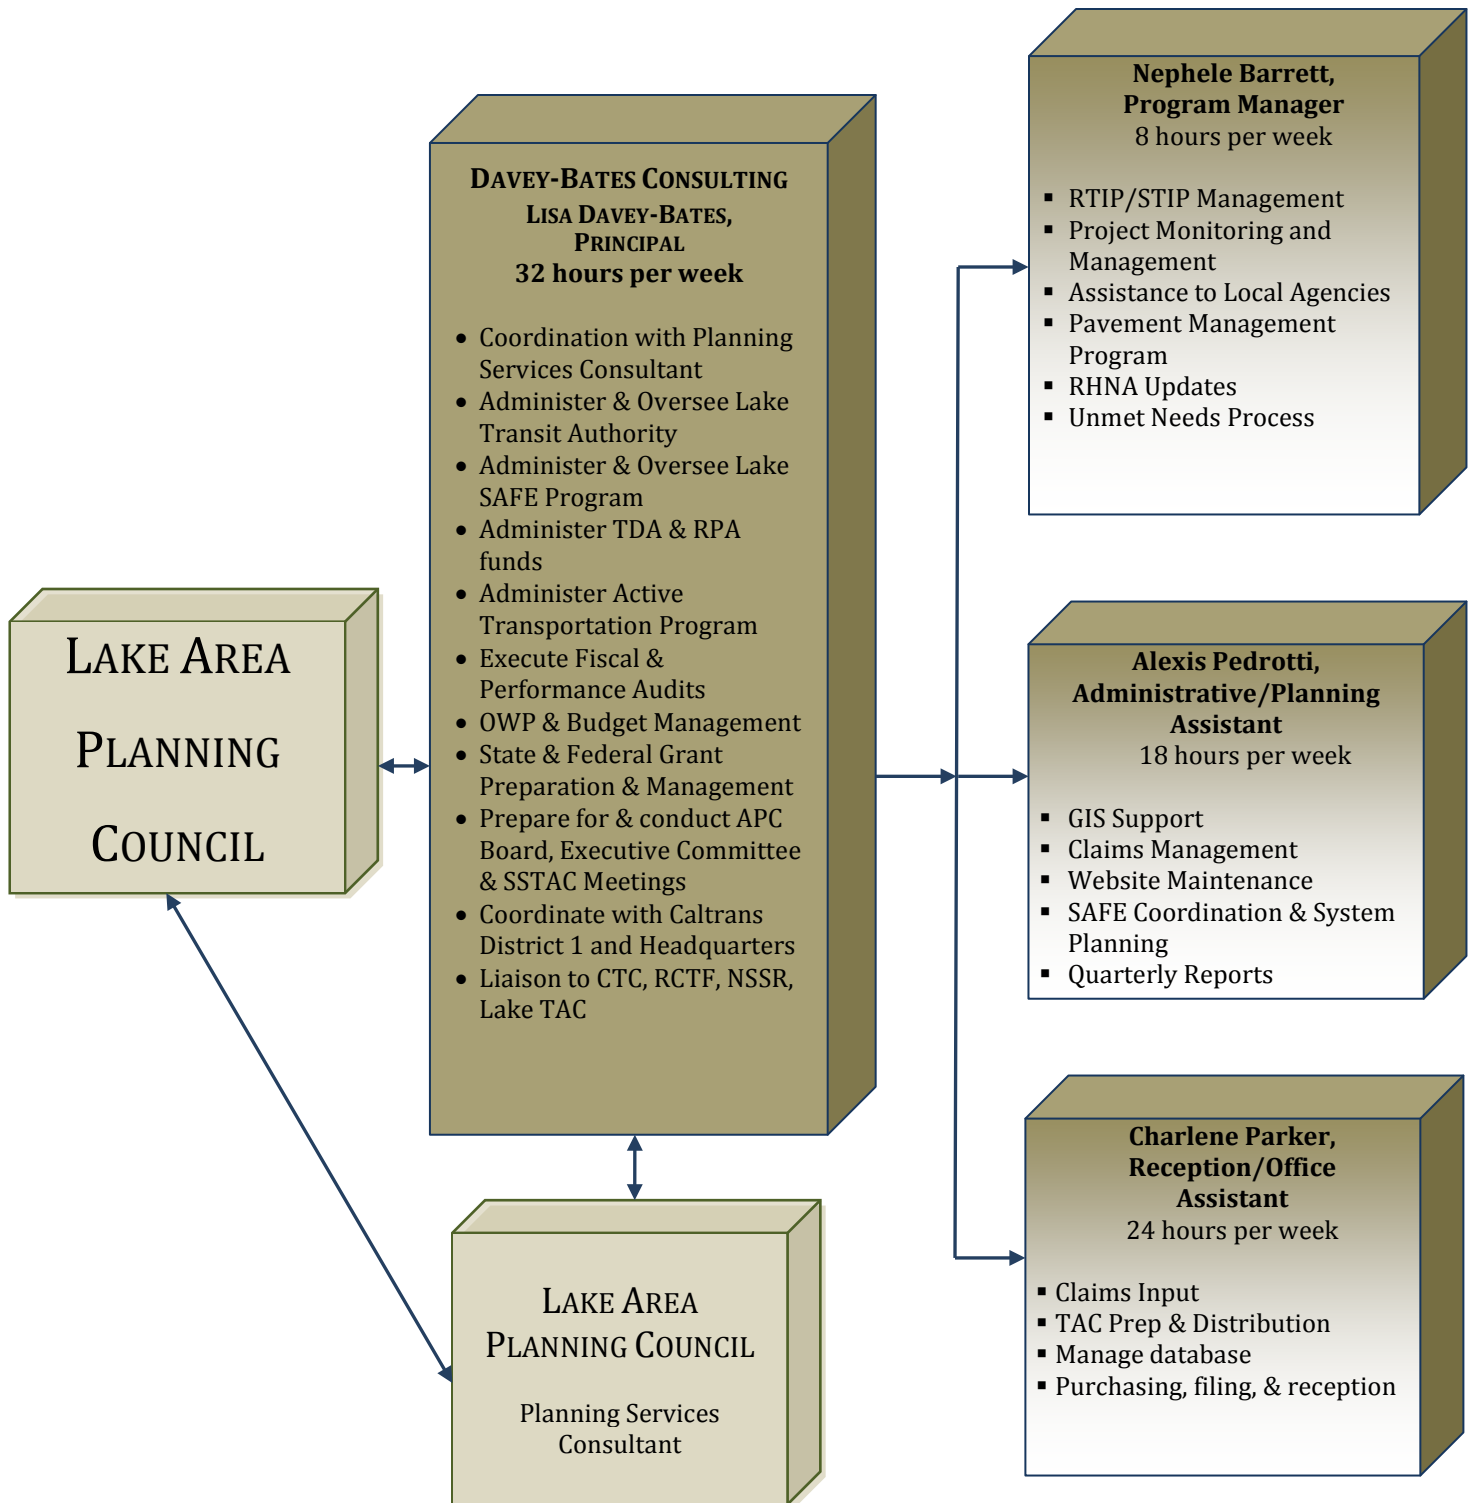 LAKE AREA
PLANNING
COUNCIL
DAVEY-BATES CONSULTING
LISA DAVEY-BATES,
PRINCIPAL
32 hours per week
• Coordination with Planning
Services Consultant
• Administer & Oversee Lake
Transit Authority
• Administer & Oversee Lake
SAFE Program
• Administer TDA & RPA
funds
• Administer Active
Transportation Program
• Execute Fiscal &
Performance Audits
• OWP & Budget Management
• State & Federal Grant
Preparation & Management
• Prepare for & conduct APC
Board, Executive Committee
& SSTAC Meetings
• Coordinate with Caltrans
District 1 and Headquarters
• Liaison to CTC, RCTF, NSSR,
Lake TAC
LAKE AREA
PLANNING COUNCIL
Planning Services
Consultant
Nephele Barrett,
Program Manager
8 hours per week
▪ RTIP/STIP Management
▪ Project Monitoring and
Management
▪ Assistance to Local Agencies
▪ Pavement Management
Program
▪ RHNA Updates
▪ Unmet Needs Process
Alexis Pedrotti,
Administrative/Planning
Assistant
18 hours per week
▪ GIS Support
▪ Claims Management
▪ Website Maintenance
▪ SAFE Coordination & System
Planning
▪ Quarterly Reports
Charlene Parker,
Reception/Office
Assistant
24 hours per week
▪ Claims Input
▪ TAC Prep & Distribution
▪ Manage database
▪ Purchasing, filing, & reception